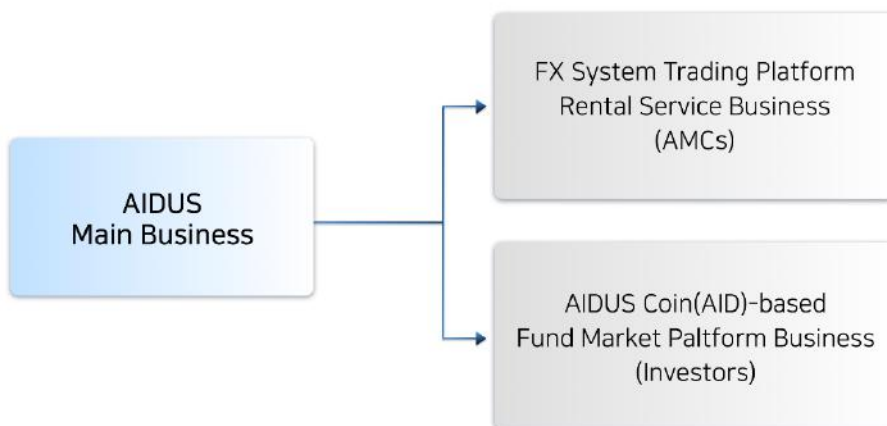 AIDUS
Main Business
FX System Trading Platform
Rental Service Business
(AMCs)
AIDUS Coin(AID)-based
Fund Market Paltform Business
(Investors)